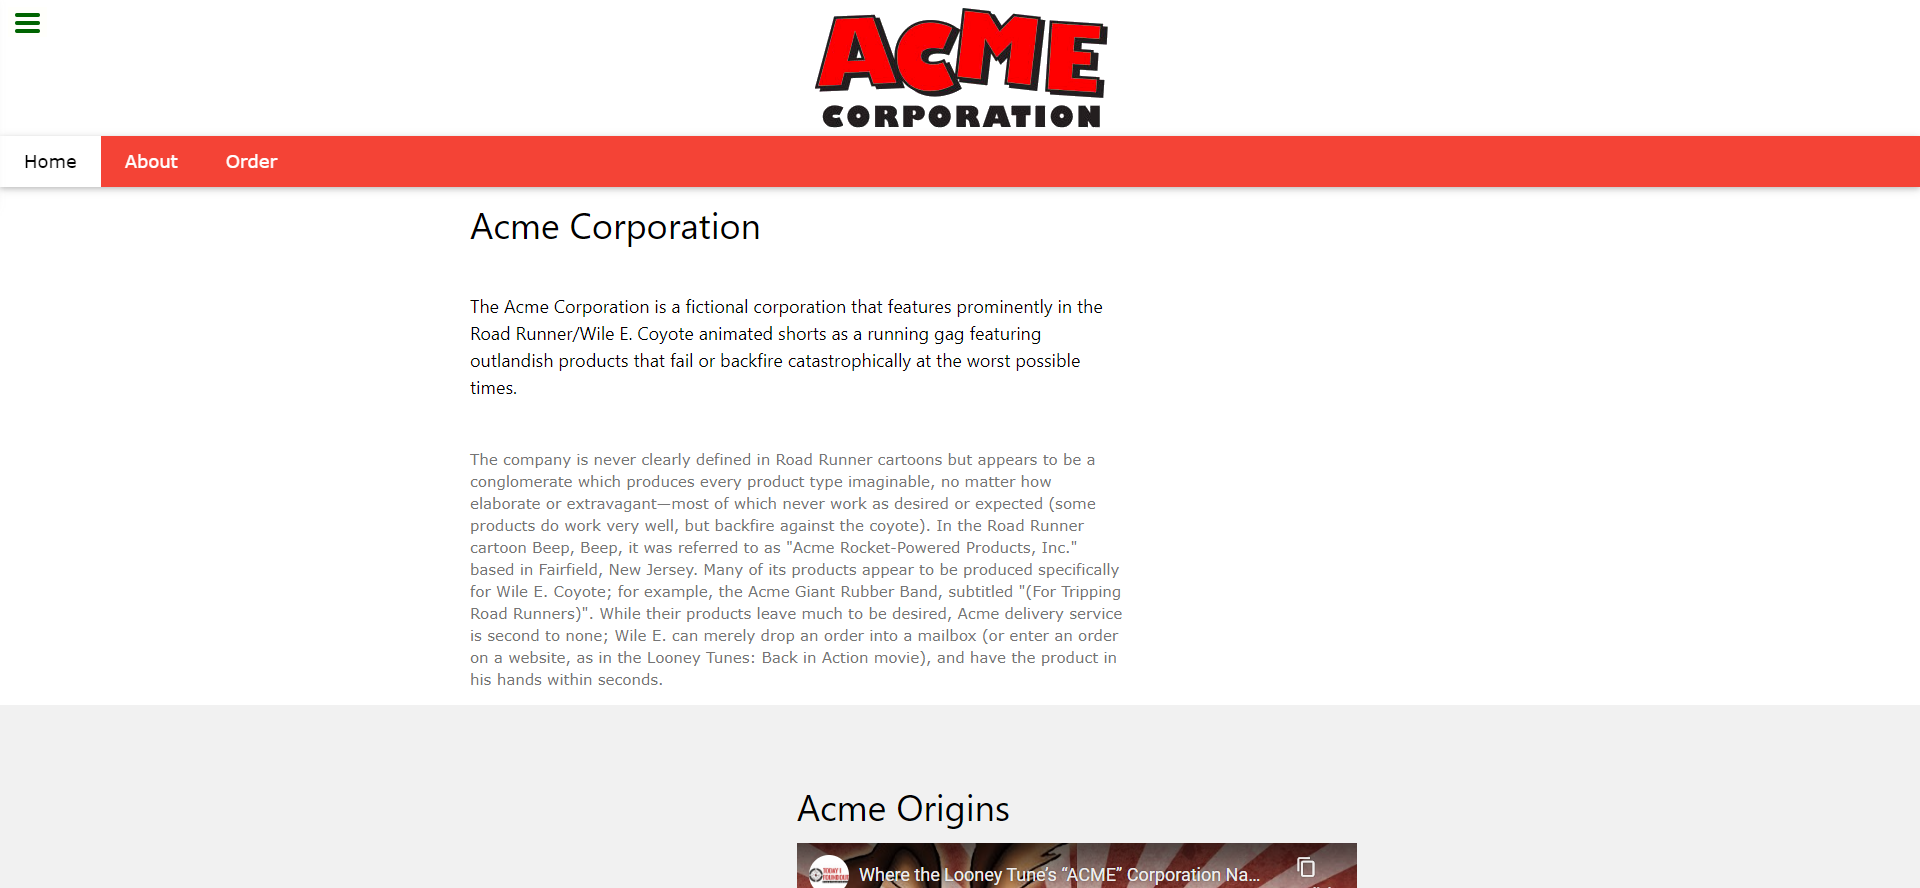 ACME
CORPORATION
Home About Order
Acme Corporation
The Acme Corporation is a fictional corporation that features prominently in the
Road Runner/Wile E. Coyote animated shorts as a running gag featuring
outlandish products that fail or backfire catastrophically at the worst possible
times.
The company is never clearly defined in Road Runner cartoons but appears to be a
conglomerate which produces every product type imaginable, no matter how
elaborate or extravagant—most of which never work as desired or expected (some
products do work very well, but backfire against the coyote). In the Road Runner
cartoon Beep, Beep, it was referred to as "Acme Rocket-Powered Products, Inc."
based in Fairfield, New Jersey. Many of its products appear to be produced specifically
for Wile E. Coyote; for example, the Acme Giant Rubber Band, subtitled "(For Tripping
Road Runners)". While their products leave much to be desired, Acme delivery service
is second to none; Wile E. can merely drop an order into a mailbox (or enter an order
on a website, as in the Looney Tunes: Back in Action movie), and have the product in
his hands within seconds.
Acme Origins
TODAY I
Where the Looney Tune's “ACME” Corporation Na...